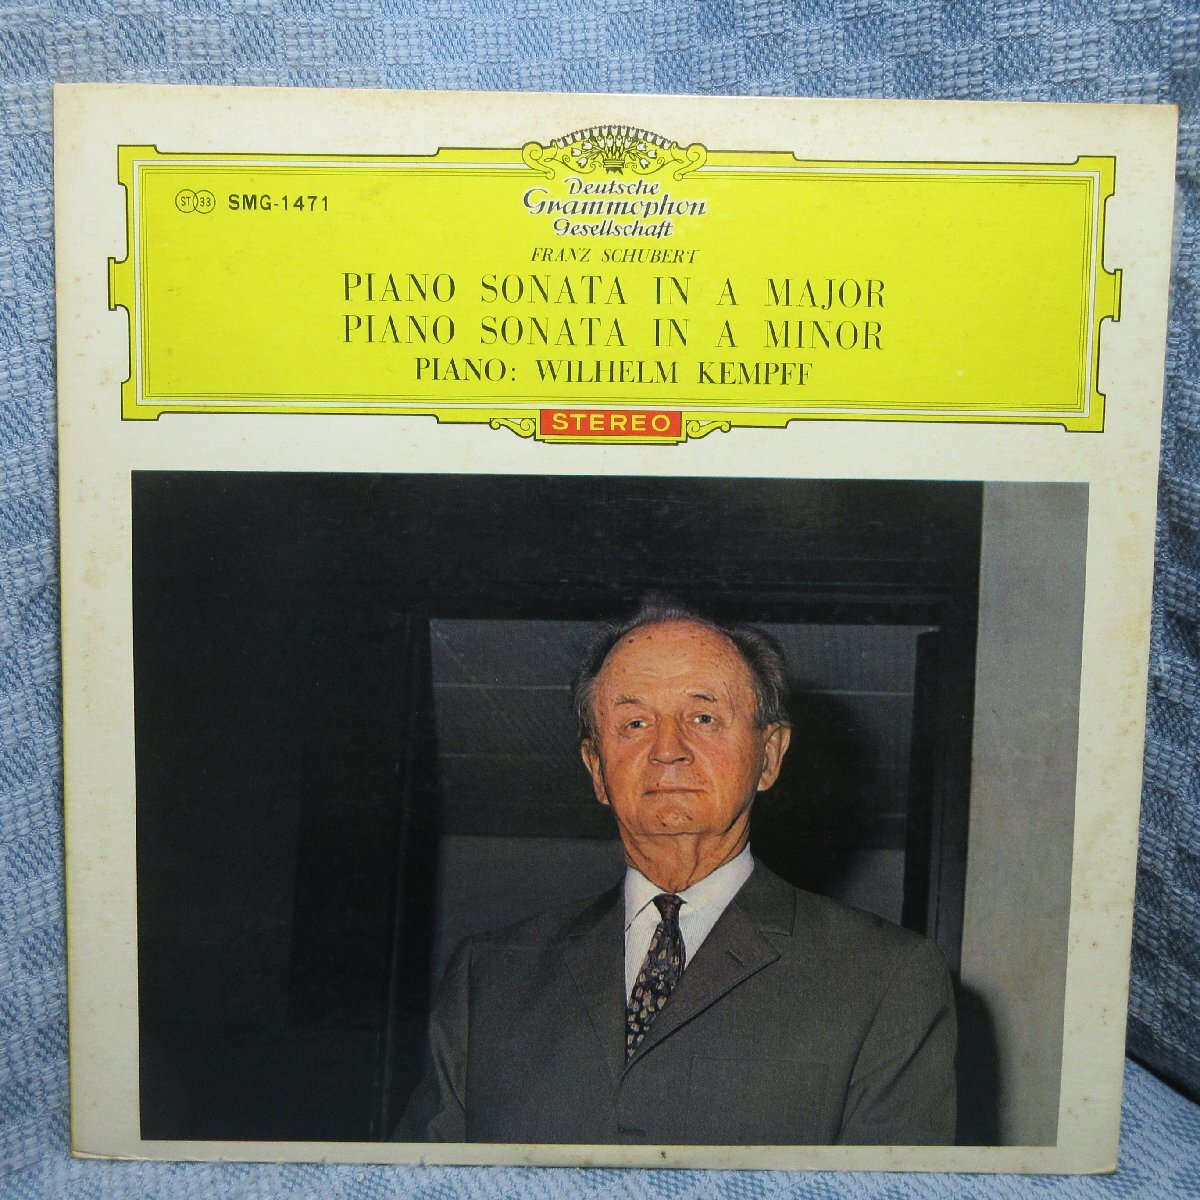 ST 33 SMG-1471
Deutsche
Grammophon
Gesellschaft
FRANZ SCHUBERT
PIANO SONATA IN A MAJOR
PIANO SONATA IN A MINOR
PIANO: WILHELM KEMPFF
STEREO